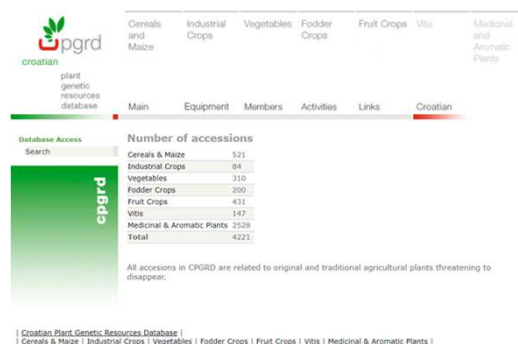 cpgrd
croatian
plant
genetic
resources
database
Cereals
and
Maize
Industrial
Crops
Vegetables
Fodder
Crops
Fruit Crops
Vitis
Medicinal
and
Aromatic
Plants
Main
Equipment
Members
Activities
Links
Croatian
Database Access
Search
cpgrd
Number of accessions
Cereals & Maize 521
Industrial Crops 84
Vegetables 310
Fodder Crops 200
Fruit Crops 431
Vitis 147
Medicinal & Aromatic Plants 2528
Total 4221
All accesions in CPGRD are related to original and traditional agricultural plants threatening to
disappear.
| Croatian Plant Genetic Resources Database |
| Cereals & Maize | Industrial Crops | Vegetables | Fodder Crops | Fruit Crops | Vitis | Medicinal & Aromatic Plants |